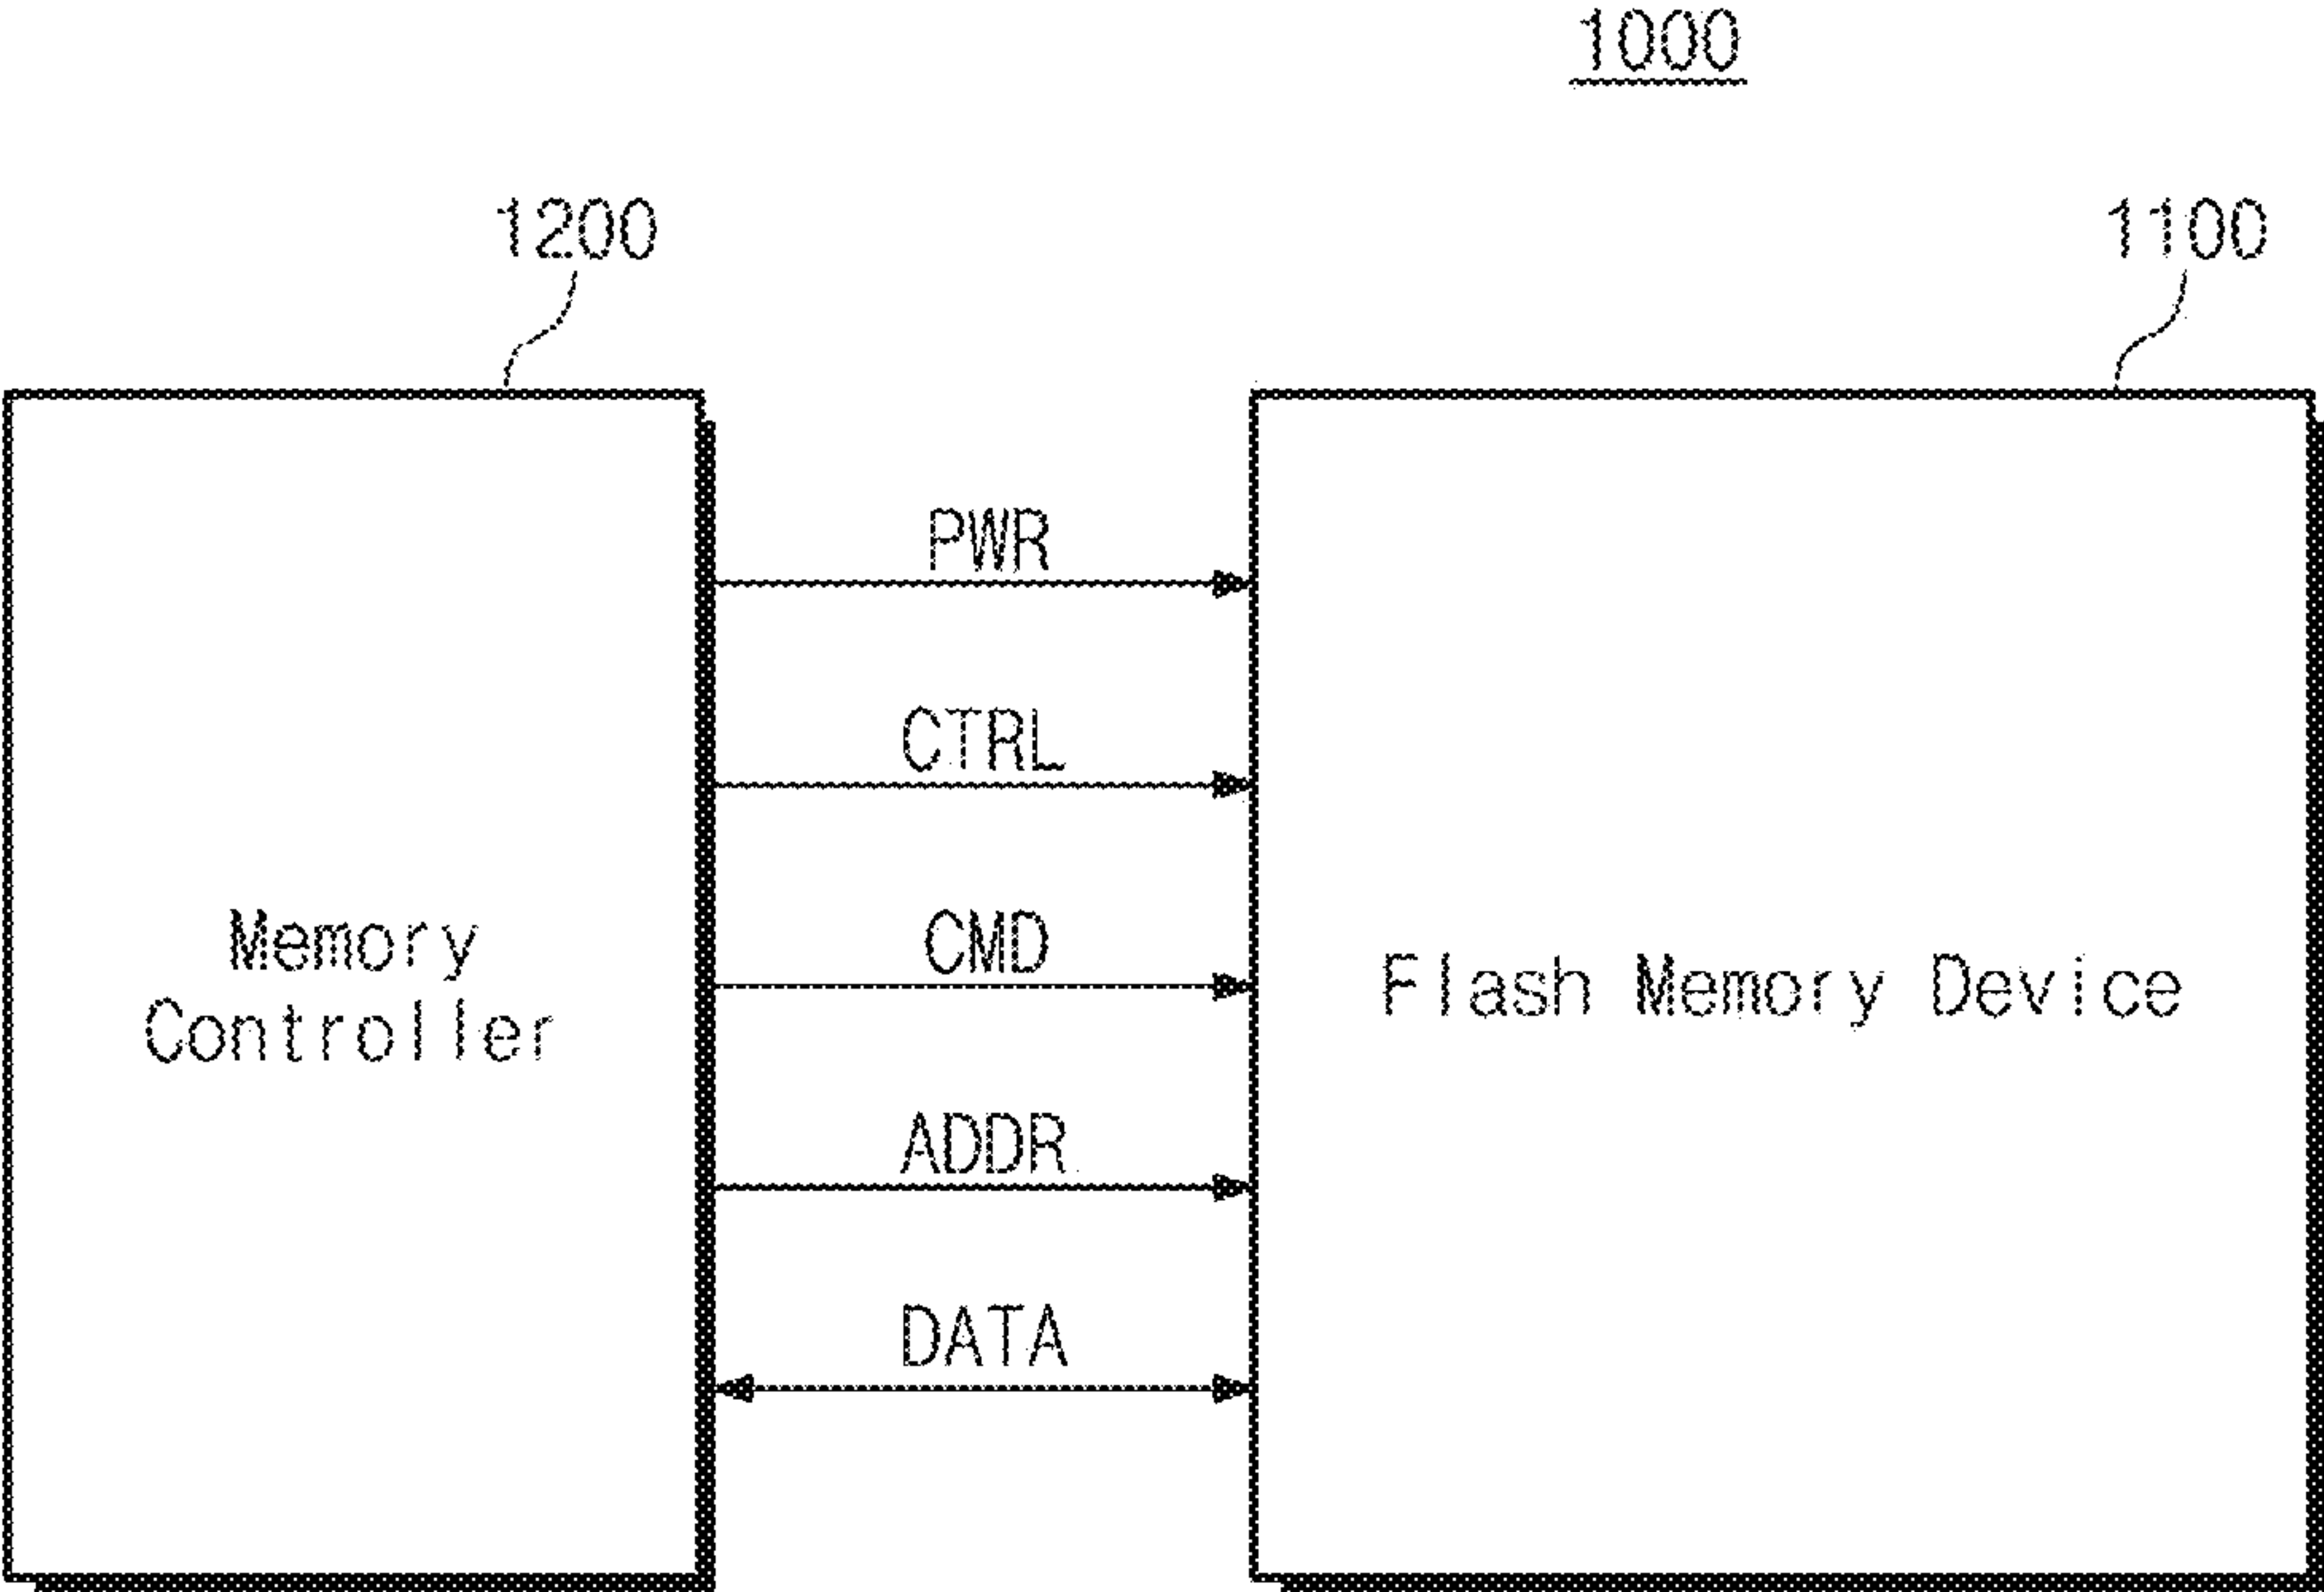 1000
1200
1100
PWR
CTRL
CMD
ADDR
DATA
Memory
Controller
Flash Memory Device